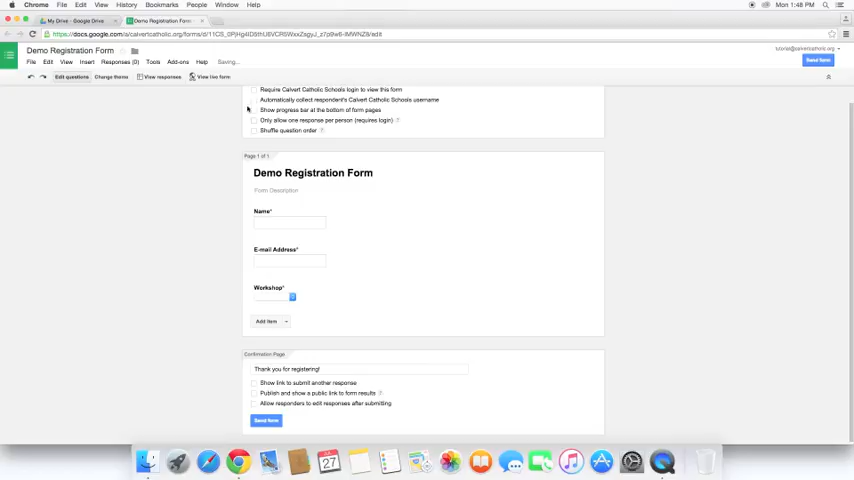 Chrome File Edit View History Bookmarks People Window Help Mon 1:48 PM
My Drive - Google Drive Demo Registration Form
Demo Registration Form
tutorial@calvertcatholic.org
File Edit View Insert Responses (0) Tools Add-ons Help Saving...
Send form
Edit questions Change theme View responses View live form
Require Calvert Catholic Schools login to view this form
Automatically collect respondent's Calvert Catholic Schools username
Show progress bar at the bottom of form pages
Only allow one response per person (requires login) ?
Shuffle question order ?
Page 1 of 1
Demo Registration Form
Form Description
Name*
E-mail Address*
Workshop*
Add item
Confirmation Page
Thank you for registering!
Show link to submit another response
Publish and show a public link to form results ?
Allow responders to edit responses after submitting
Send form
27